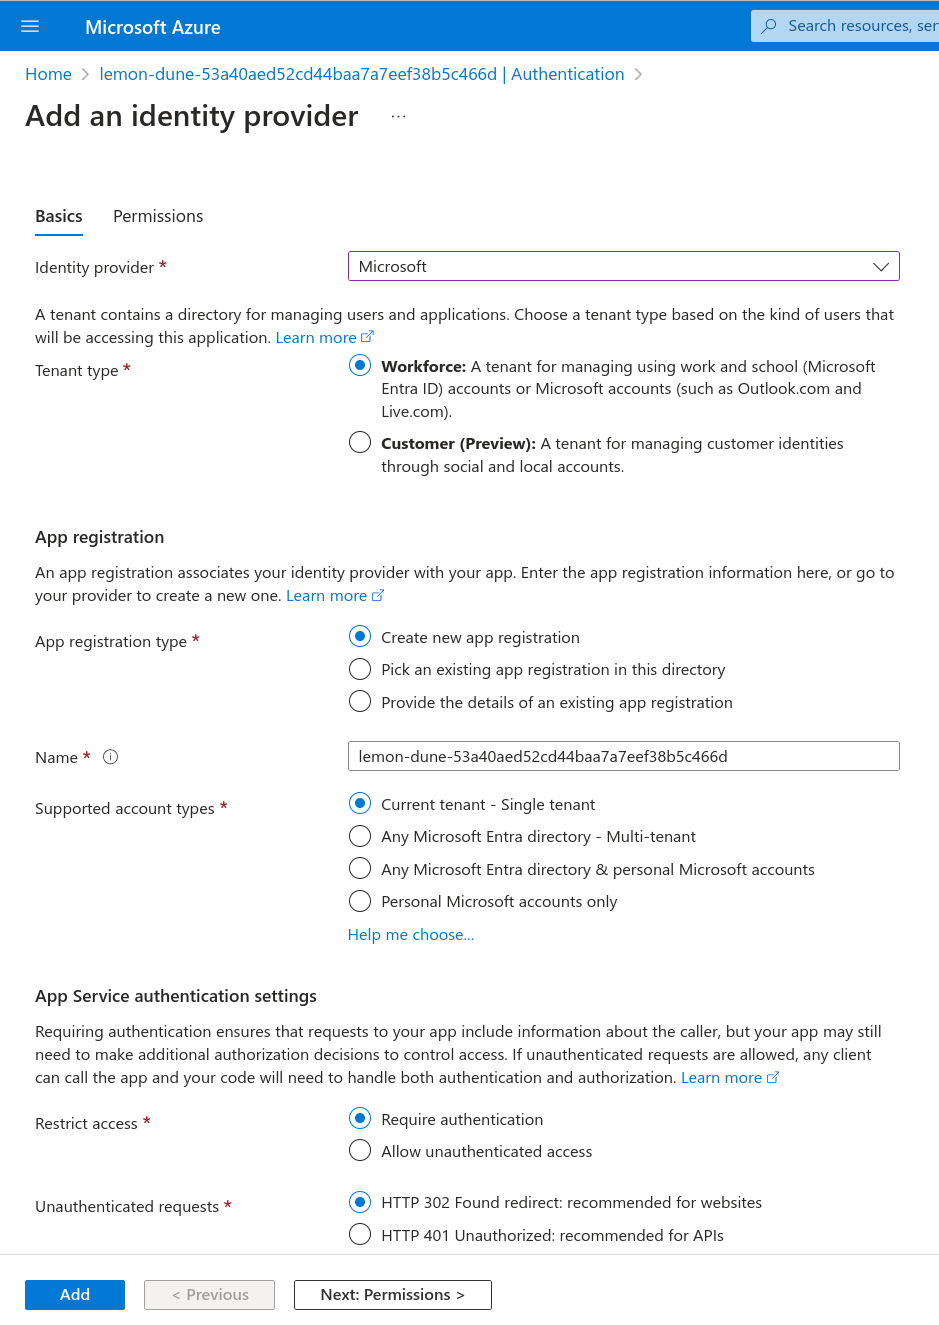 Microsoft Azure
Search resources, ser
Home > lemon-dune-53a40aed52cd44baa7a7eef38b5c466d | Authentication >
Add an identity provider ...
Basics Permissions
Identity provider * Microsoft
A tenant contains a directory for managing users and applications. Choose a tenant type based on the kind of users that
will be accessing this application. Learn more
Tenant type *
Workforce: A tenant for managing using work and school (Microsoft
Entra ID) accounts or Microsoft accounts (such as Outlook.com and
Live.com).
Customer (Preview): A tenant for managing customer identities
through social and local accounts.
App registration
An app registration associates your identity provider with your app. Enter the app registration information here, or go to
your provider to create a new one. Learn more
App registration type *
Create new app registration
Pick an existing app registration in this directory
Provide the details of an existing app registration
Name * lemon-dune-53a40aed52cd44baa7a7eef38b5c466d
Supported account types *
Current tenant - Single tenant
Any Microsoft Entra directory - Multi-tenant
Any Microsoft Entra directory & personal Microsoft accounts
Personal Microsoft accounts only
Help me choose...
App Service authentication settings
Requiring authentication ensures that requests to your app include information about the caller, but your app may still
need to make additional authorization decisions to control access. If unauthenticated requests are allowed, any client
can call the app and your code will need to handle both authentication and authorization. Learn more
Restrict access *
Require authentication
Allow unauthenticated access
Unauthenticated requests *
HTTP 302 Found redirect: recommended for websites
HTTP 401 Unauthorized: recommended for APIs
Add < Previous Next: Permissions >